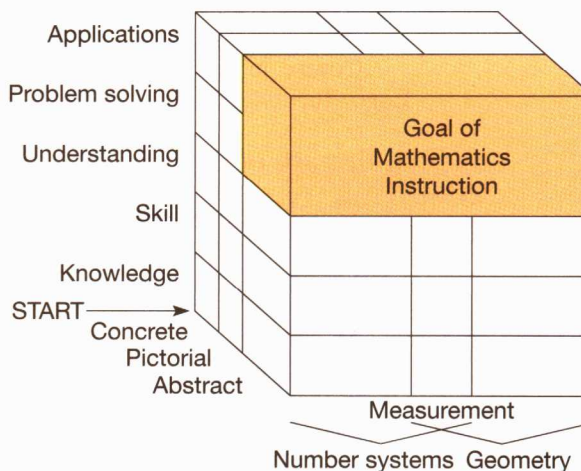 Applications
Problem solving
Understanding
Skill
Knowledge
START
Concrete
Pictorial
Abstract
Goal of
Mathematics
Instruction
Measurement
Number systems Geometry